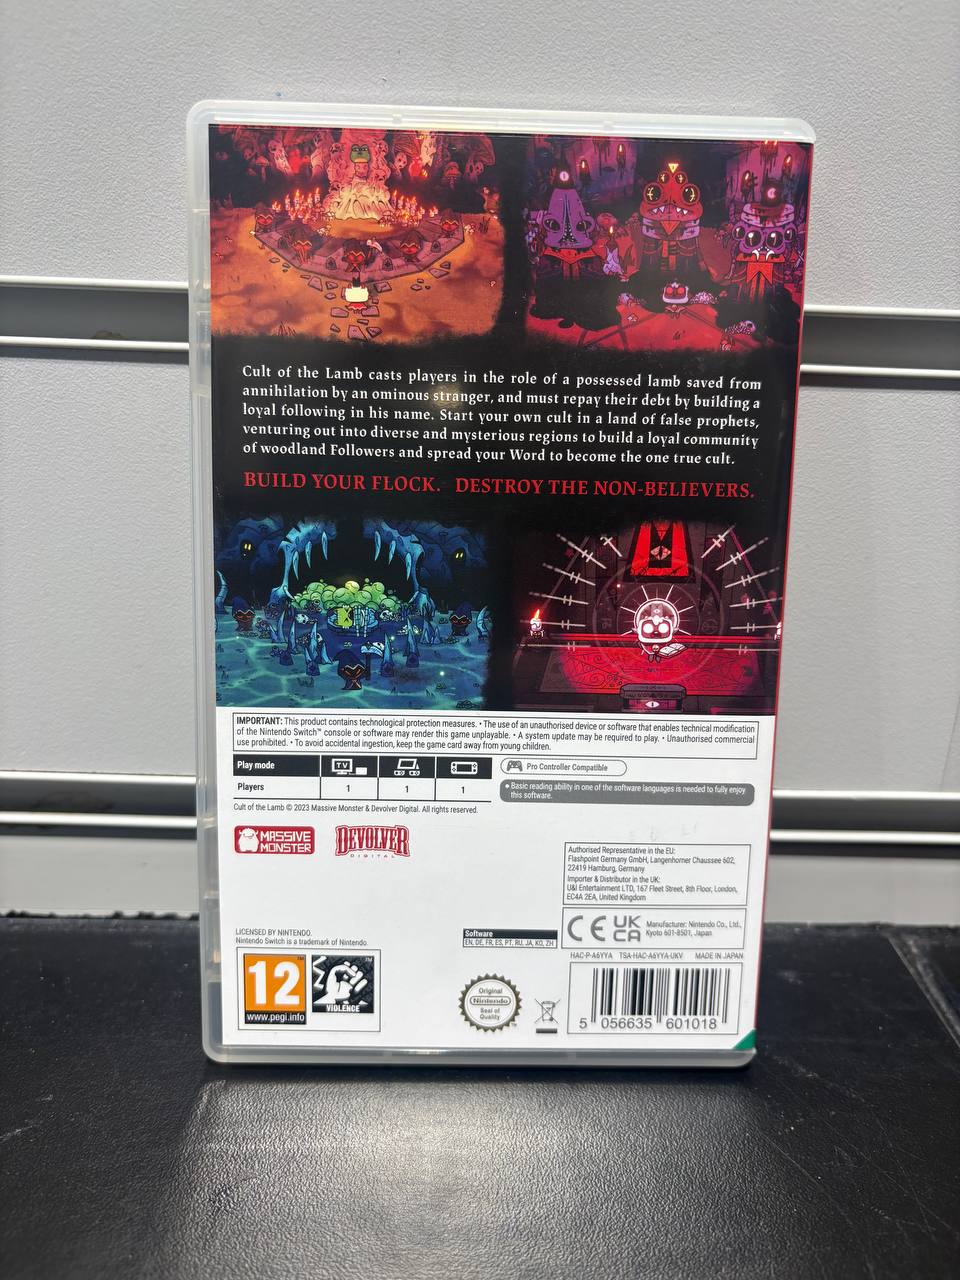 Cult of the Lamb casts players in the role of a possessed lamb saved from
annihilation by an ominous stranger, and must repay their debt by building a
loyal following in his name. Start your own cult in a land of false prophets,
venturing out into diverse and mysterious regions to build a loyal community
of woodland Followers and spread your Word to become the one true cult.
BUILD YOUR FLOCK. DESTROY THE NON-BELIEVERS.
IMPORTANT: This product contains technological protection measures. • The use of an unauthorised device or software that enables technical modification
of the Nintendo Switch™ console or software may render this game unplayable. • A system update may be required to play. • Unauthorised commercial
use prohibited. • To avoid accidental ingestion, keep the game card away from young children.
Play mode
TV
Players
1
1
1
Pro Controller Compatible
• Basic reading ability in one of the software languages is needed to fully enjoy
this software.
Cult of the Lamb © 2023 Massive Monster & Devolver Digital. All rights reserved.
MASSIVE
MONSTER
DEVOLVER
DIGITAL
Authorised Representative in the EU:
Flashpoint Germany GmbH, Langenhorner Chaussee 602,
22419 Hamburg, Germany
Importer & Distributor in the UK:
U&I Entertainment LTD, 167 Fleet Street, 8th Floor, London,
EC4A 2EA, United Kingdom
CE
UK
CA
Manufacturer: Nintendo Co., Ltd.,
Kyoto 601-8501, Japan
LICENSED BY NINTENDO.
Nintendo Switch is a trademark of Nintendo.
Software
EN, DE, FR, ES, PT, RU, JA, KO, ZH
HAC-P-A6YYA TSA-HAC-A6YYA-UKV MADE IN JAPAN
12
www.pegi.info
VIOLENCE
TM
Original
Nintendo
Seal of
Quality
5 056635 601018